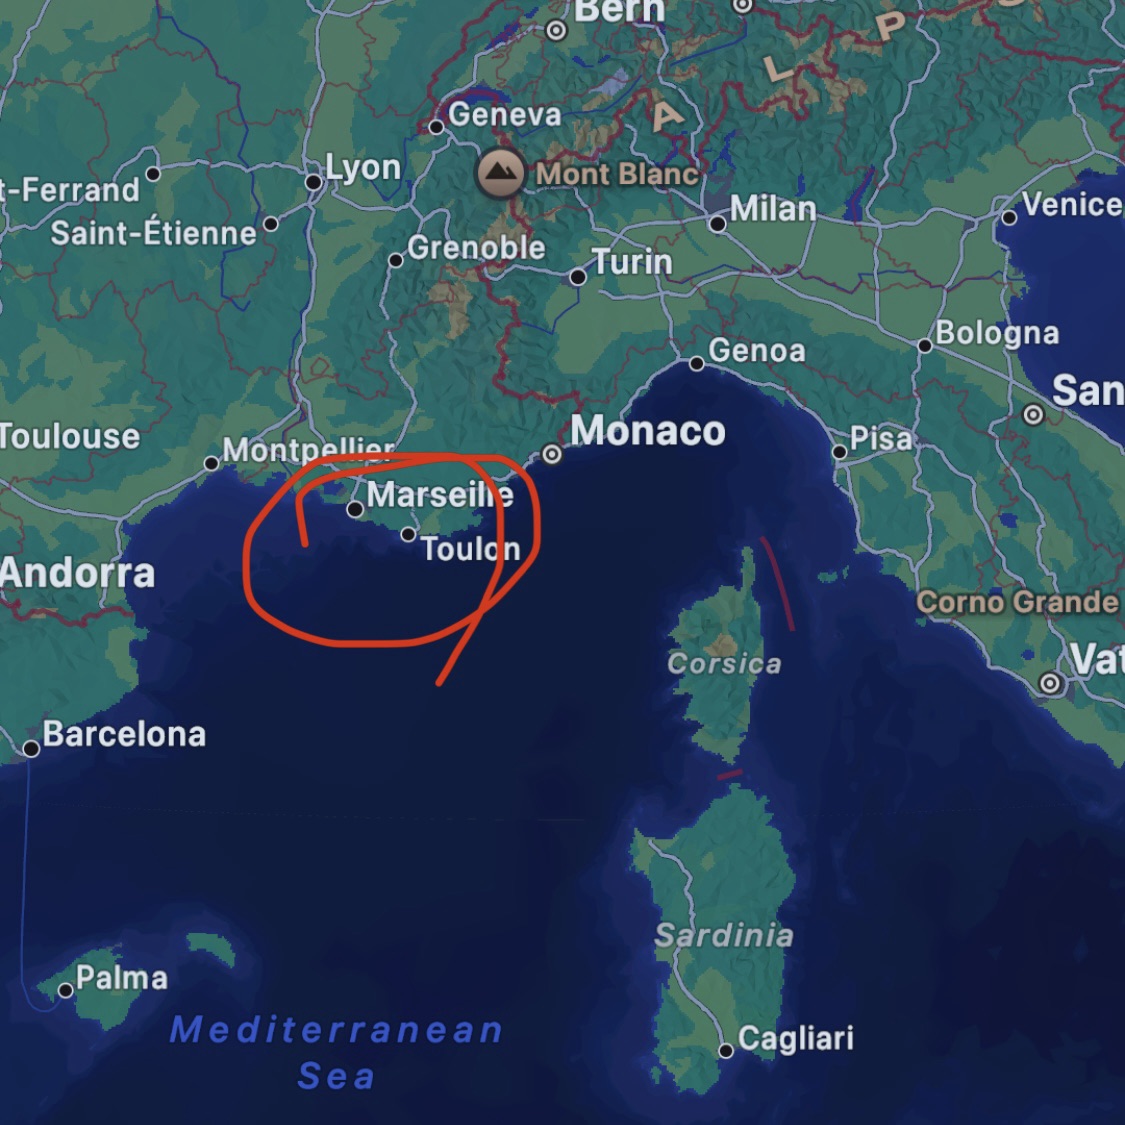 Bern
P
L
A
Geneva
Mont Blanc
Lyon
t-Ferrand
Saint-Étienne
Grenoble
Milan
Venice
Turin
Bologna
Genoa
San
Toulouse
Montpellier
Monaco
Pisa
Marseille
Toulon
Andorra
Corno Grande
Corsica
Vat
Barcelona
Sardinia
Palma
Mediterranean
Sea
Cagliari